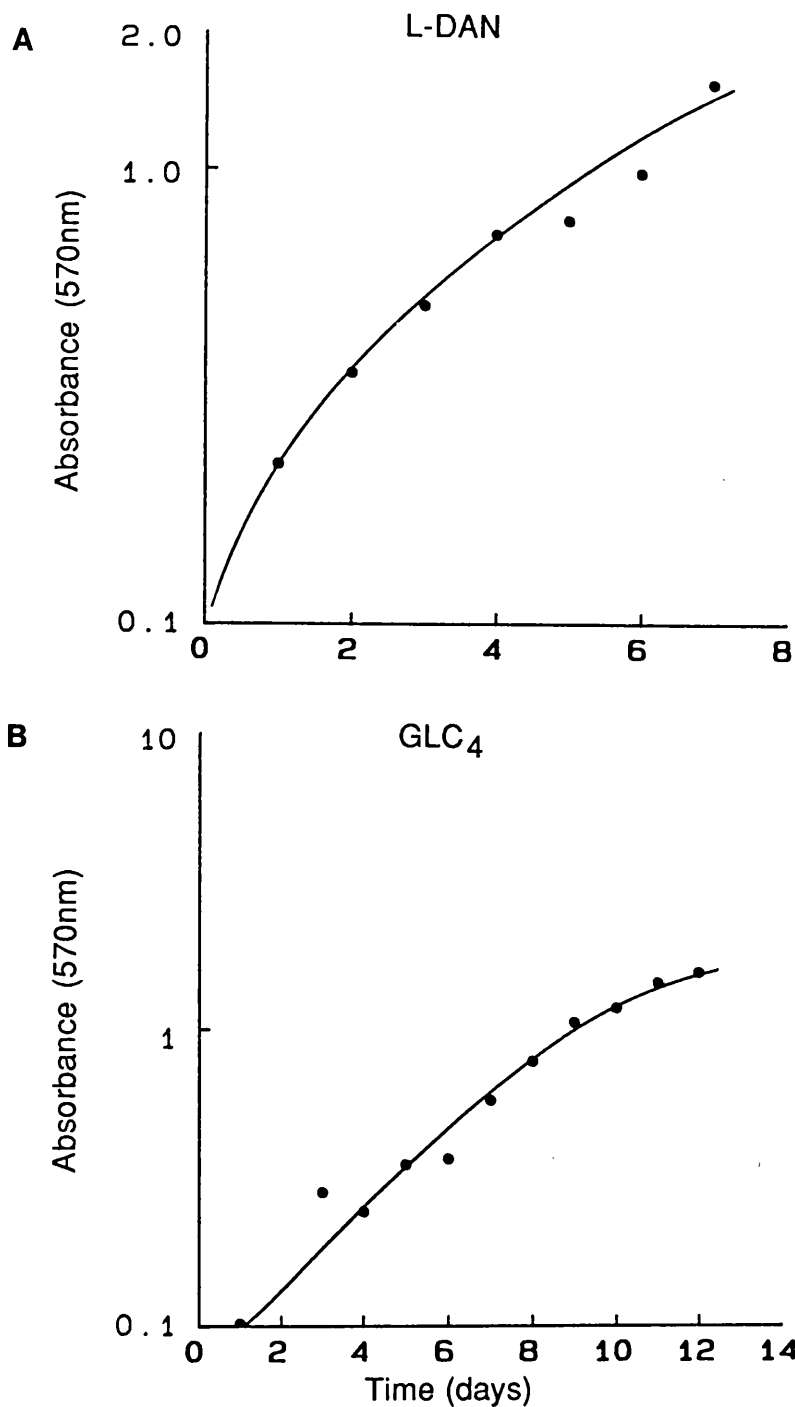 A
L-DAN
2.0
1.0
0.1
Absorbance (570nm)
0 2 4 6 8
B
GLC4
10
1
0.1
Absorbance (570nm)
0 2 4 6 8 10 12 14
Time (days)